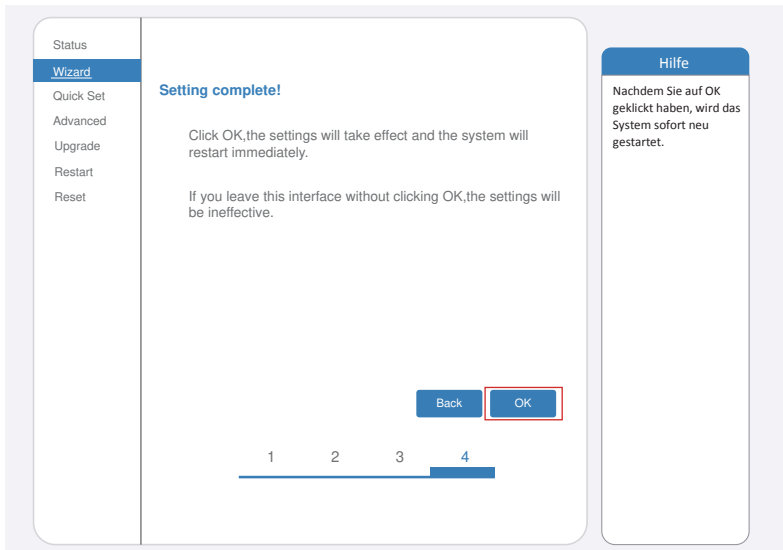 Status
Wizard
Quick Set
Advanced
Upgrade
Restart
Reset
Setting complete!
Click OK,the settings will take effect and the system will
restart immediately.
If you leave this interface without clicking OK,the settings will
be ineffective.
Back
OK
1 2 3 4
Hilfe
Nachdem Sie auf OK
geklickt haben, wird das
System sofort neu
gestartet.